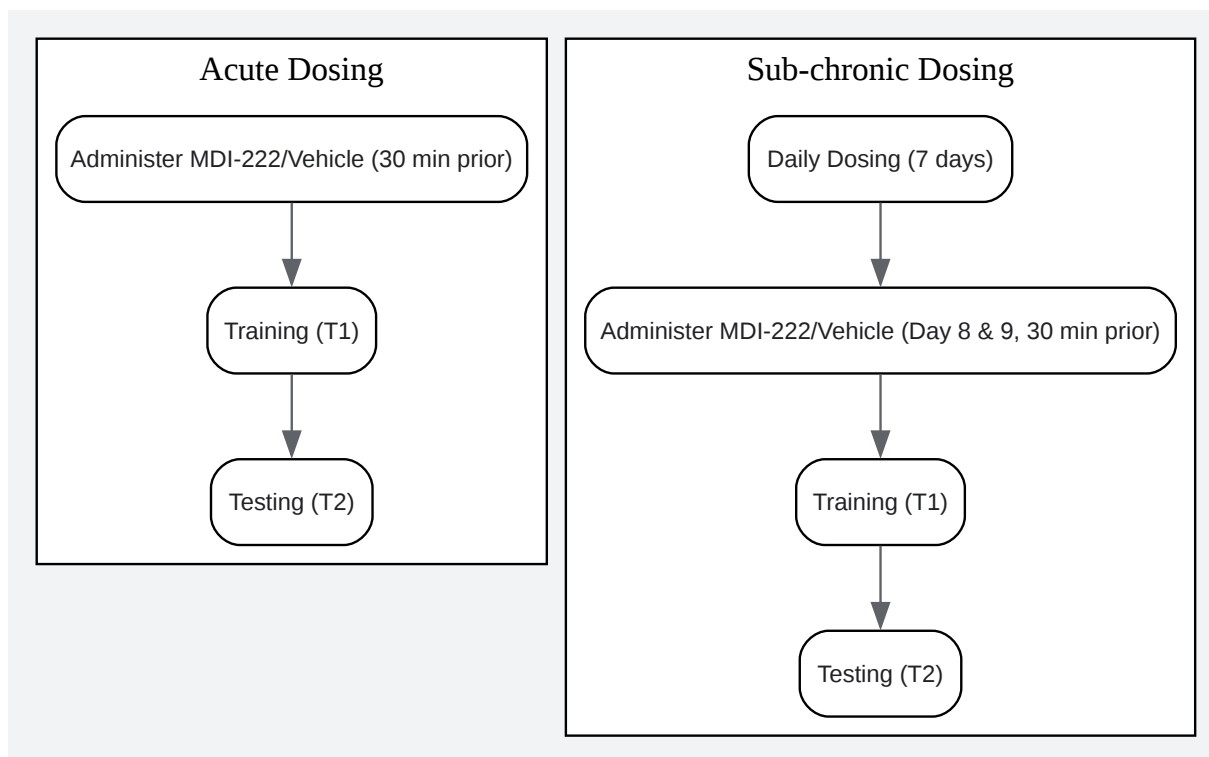 Acute Dosing
Administer MDI-222/Vehicle (30 min prior)
Training (T1)
Testing (T2)
Sub-chronic Dosing
Daily Dosing (7 days)
Administer MDI-222/Vehicle (Day 8 & 9, 30 min prior)
Training (T1)
Testing (T2)